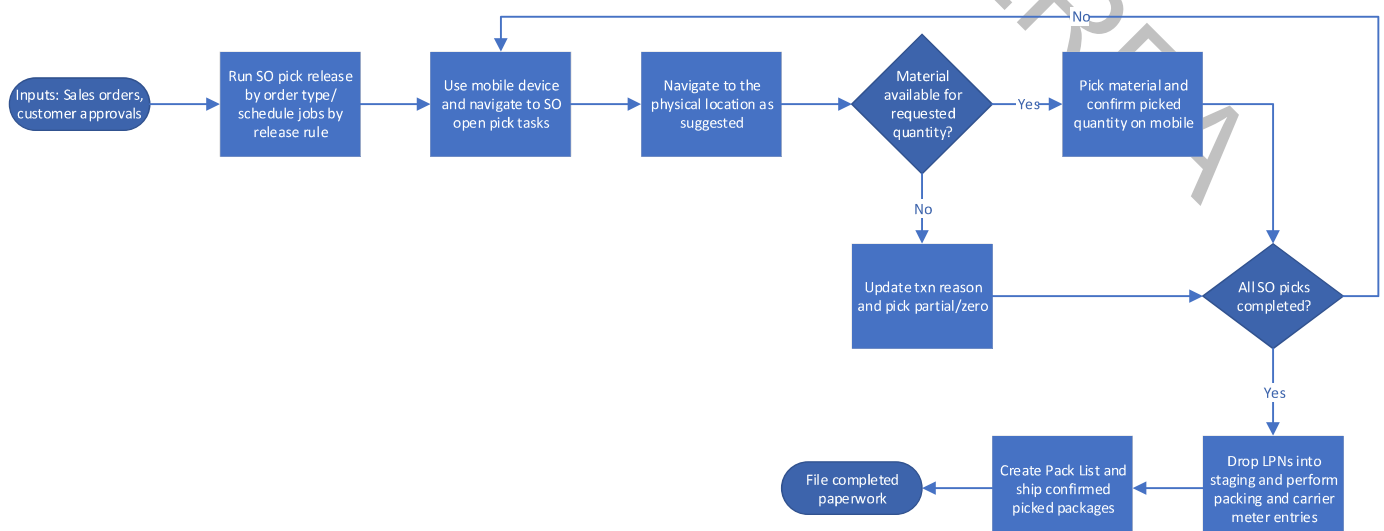 No
Inputs: Sales orders,
customer approvals
Run SO pick release
by order type/
schedule jobs by
release rule
Use mobile device
and navigate to SO
open pick tasks
Navigate to the
physical location as
suggested
Material
available for
requested
quantity?
Yes
Pick material and
confirm picked
quantity on mobile
No
Update txn reason
and pick partial/zero
All SO picks
completed?
Yes
Drop LPNs into
staging and perform
packing and carrier
meter entries
Create Pack List and
ship confirmed
picked packages
File completed
paperwork